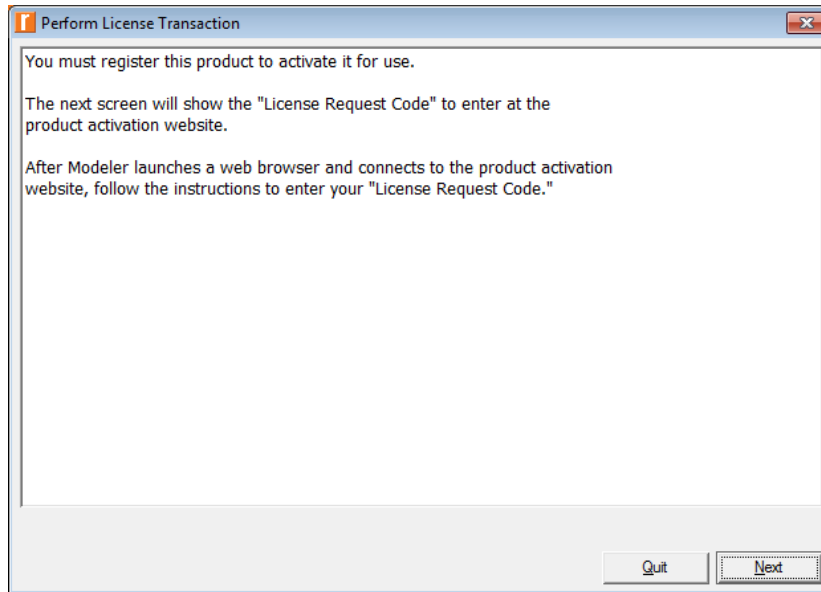 Perform License Transaction
You must register this product to activate it for use.
The next screen will show the "License Request Code" to enter at the
product activation website.
After Modeler launches a web browser and connects to the product activation
website, follow the instructions to enter your "License Request Code."
Quit
Next